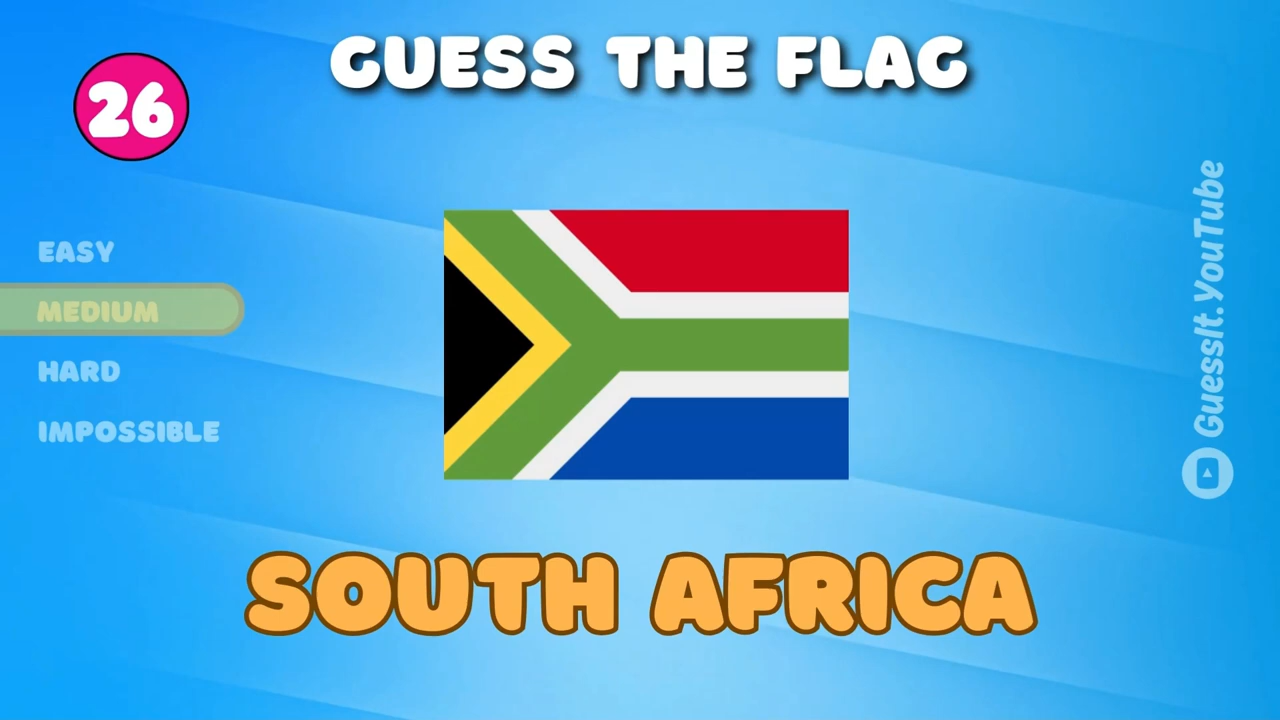 GUESS THE FLAG
26
EASY
MEDIUM
HARD
IMPOSSIBLE
GuessIt.YouTube
SOUTH AFRICA